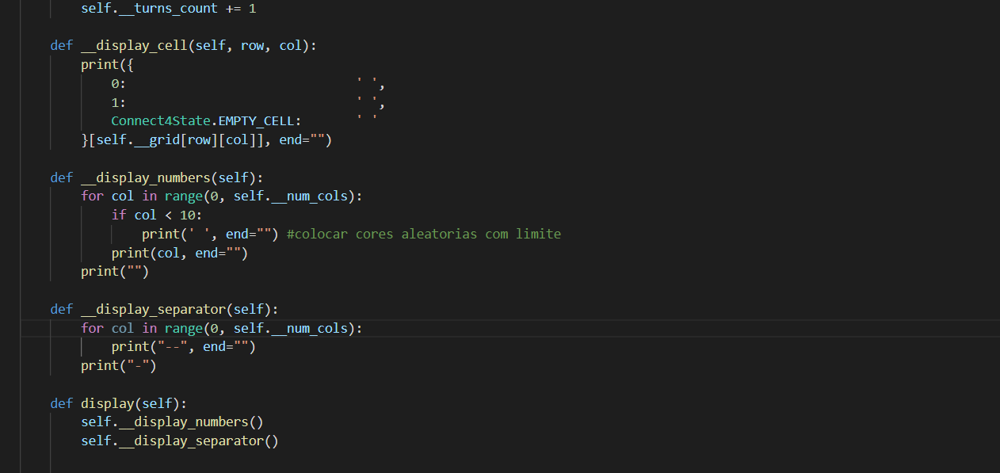 self.__turns_count += 1
def __display_cell(self, row, col):
print({
0: ' ',
1: ' ',
Connect4State.EMPTY_CELL: ' '
}[self.__grid[row][col]], end="")
def __display_numbers(self):
for col in range(0, self.__num_cols):
if col < 10:
print(' ', end="") #colocar cores aleatorias com limite
print(col, end="")
print("")
def __display_separator(self):
for col in range(0, self.__num_cols):
print("--", end="")
print("-")
def display(self):
self.__display_numbers()
self.__display_separator()